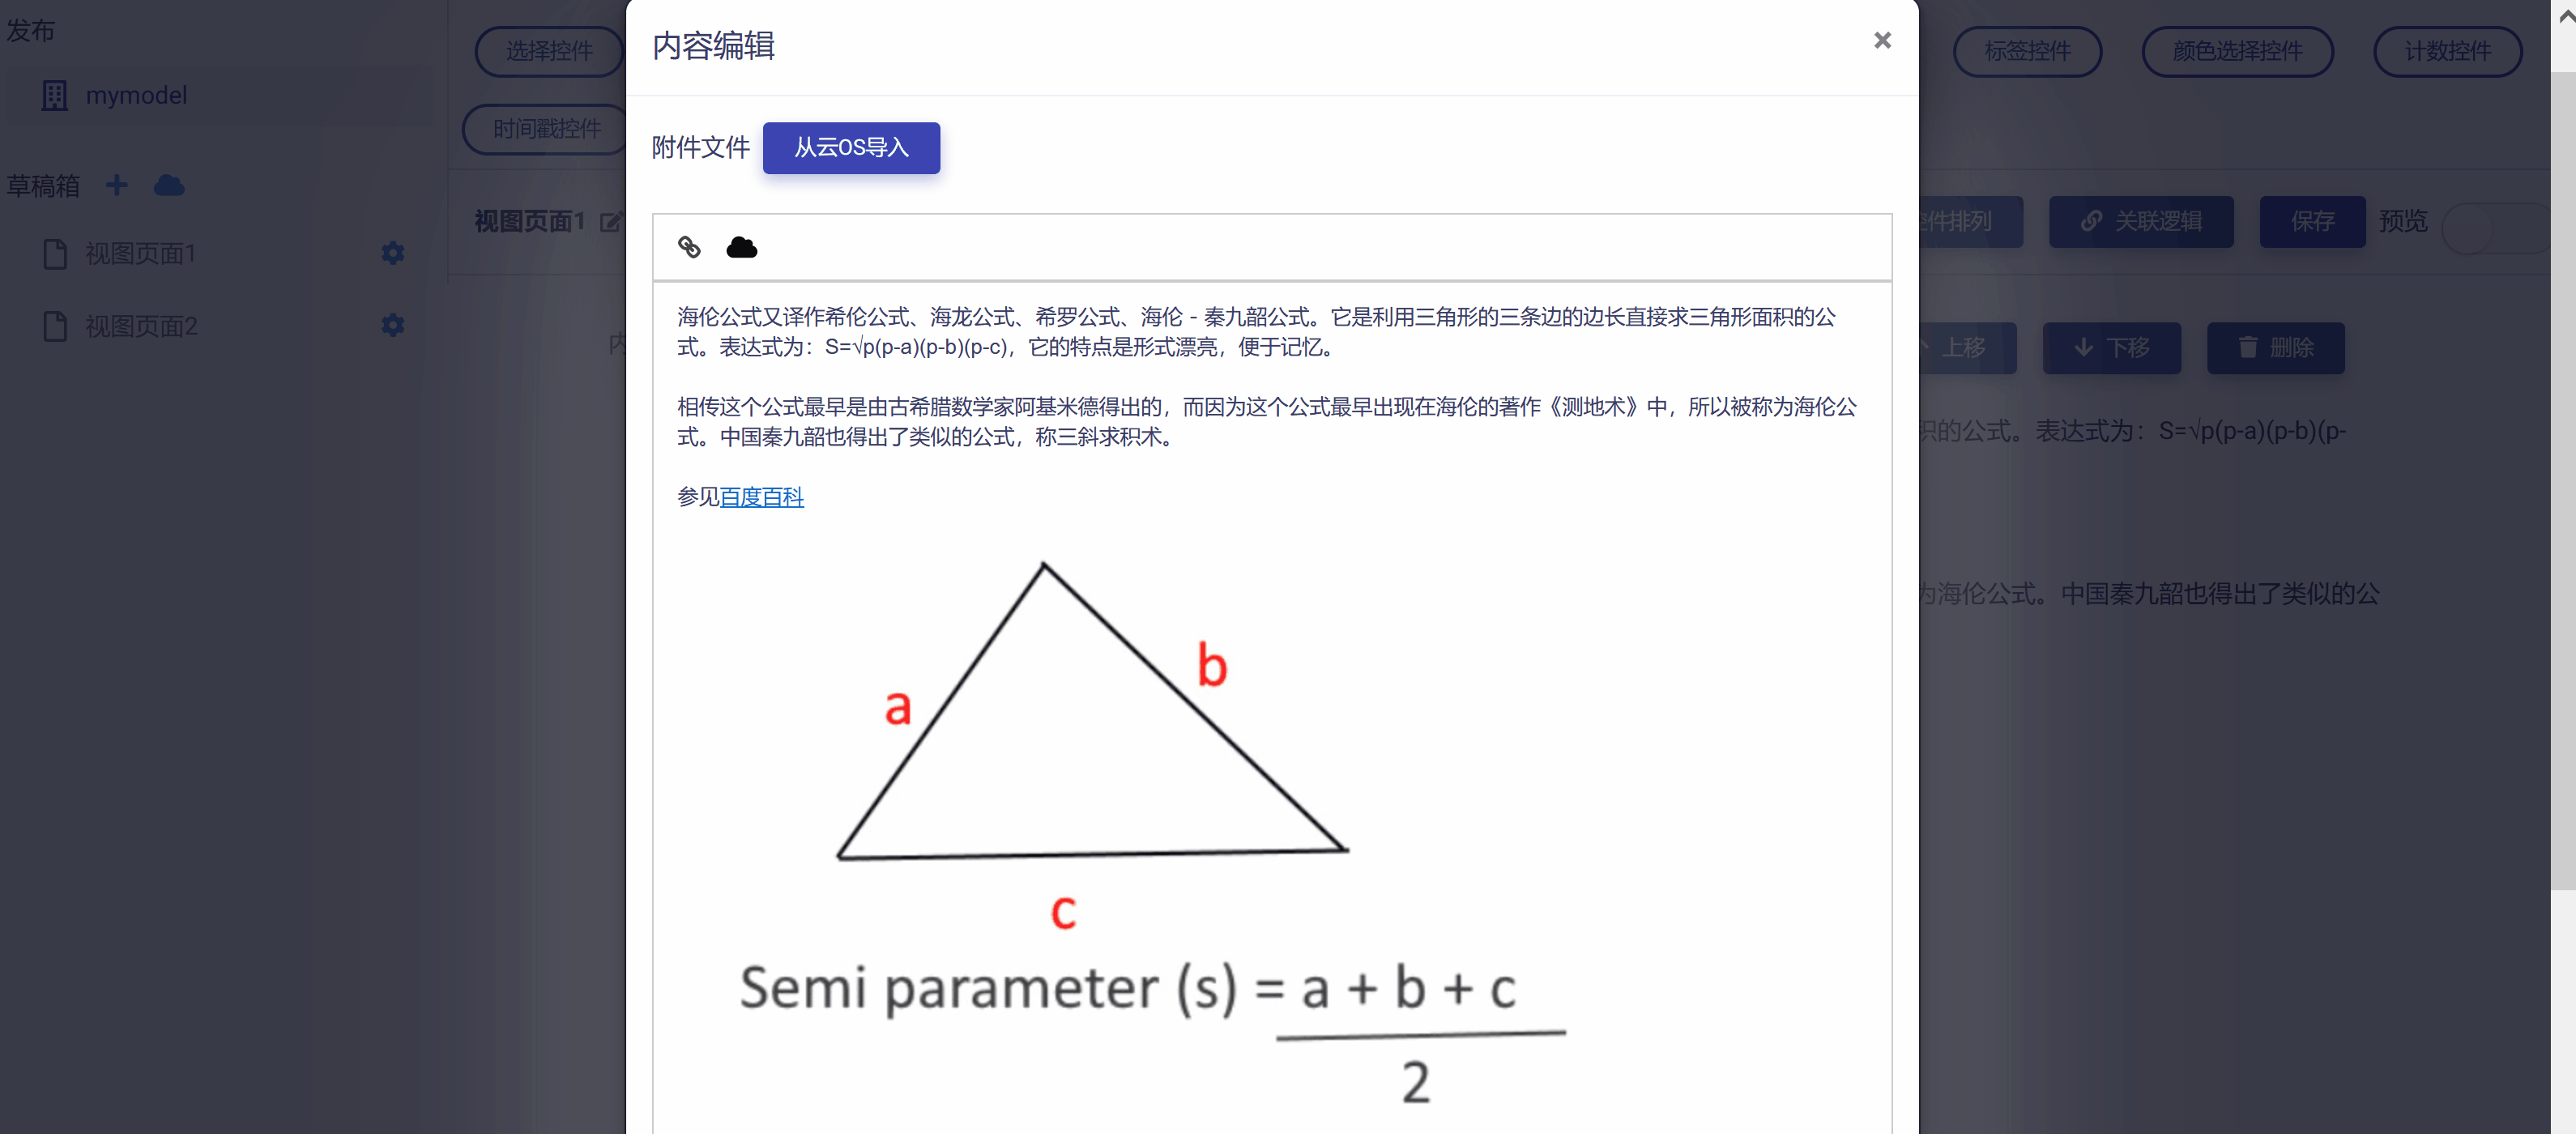 发布
mymodel
草稿箱
视图页面1
视图页面2
选择控件
时间戳控件
视图页面1
内
内容编辑
×
附件文件 从云OS导入
海伦公式又译作希伦公式、海龙公式、希罗公式、海伦 - 秦九韶公式。它是利用三角形的三条边的边长直接求三角形面积的公
式。表达式为：S=√p(p-a)(p-b)(p-c)，它的特点是形式漂亮，便于记忆。
相传这个公式最早是由古希腊数学家阿基米德得出的，而因为这个公式最早出现在海伦的著作《测地术》中，所以被称为海伦公
式。中国秦九韶也得出了类似的公式，称三斜求积术。
参见百度百科
a
b
c
Semi parameter (s) = a + b + c
2
标签控件 颜色选择控件 计数控件
件排列 关联逻辑 保存 预览
上移 下移 删除
积的公式。表达式为：S=√p(p-a)(p-b)(p-
为海伦公式。中国秦九韶也得出了类似的公